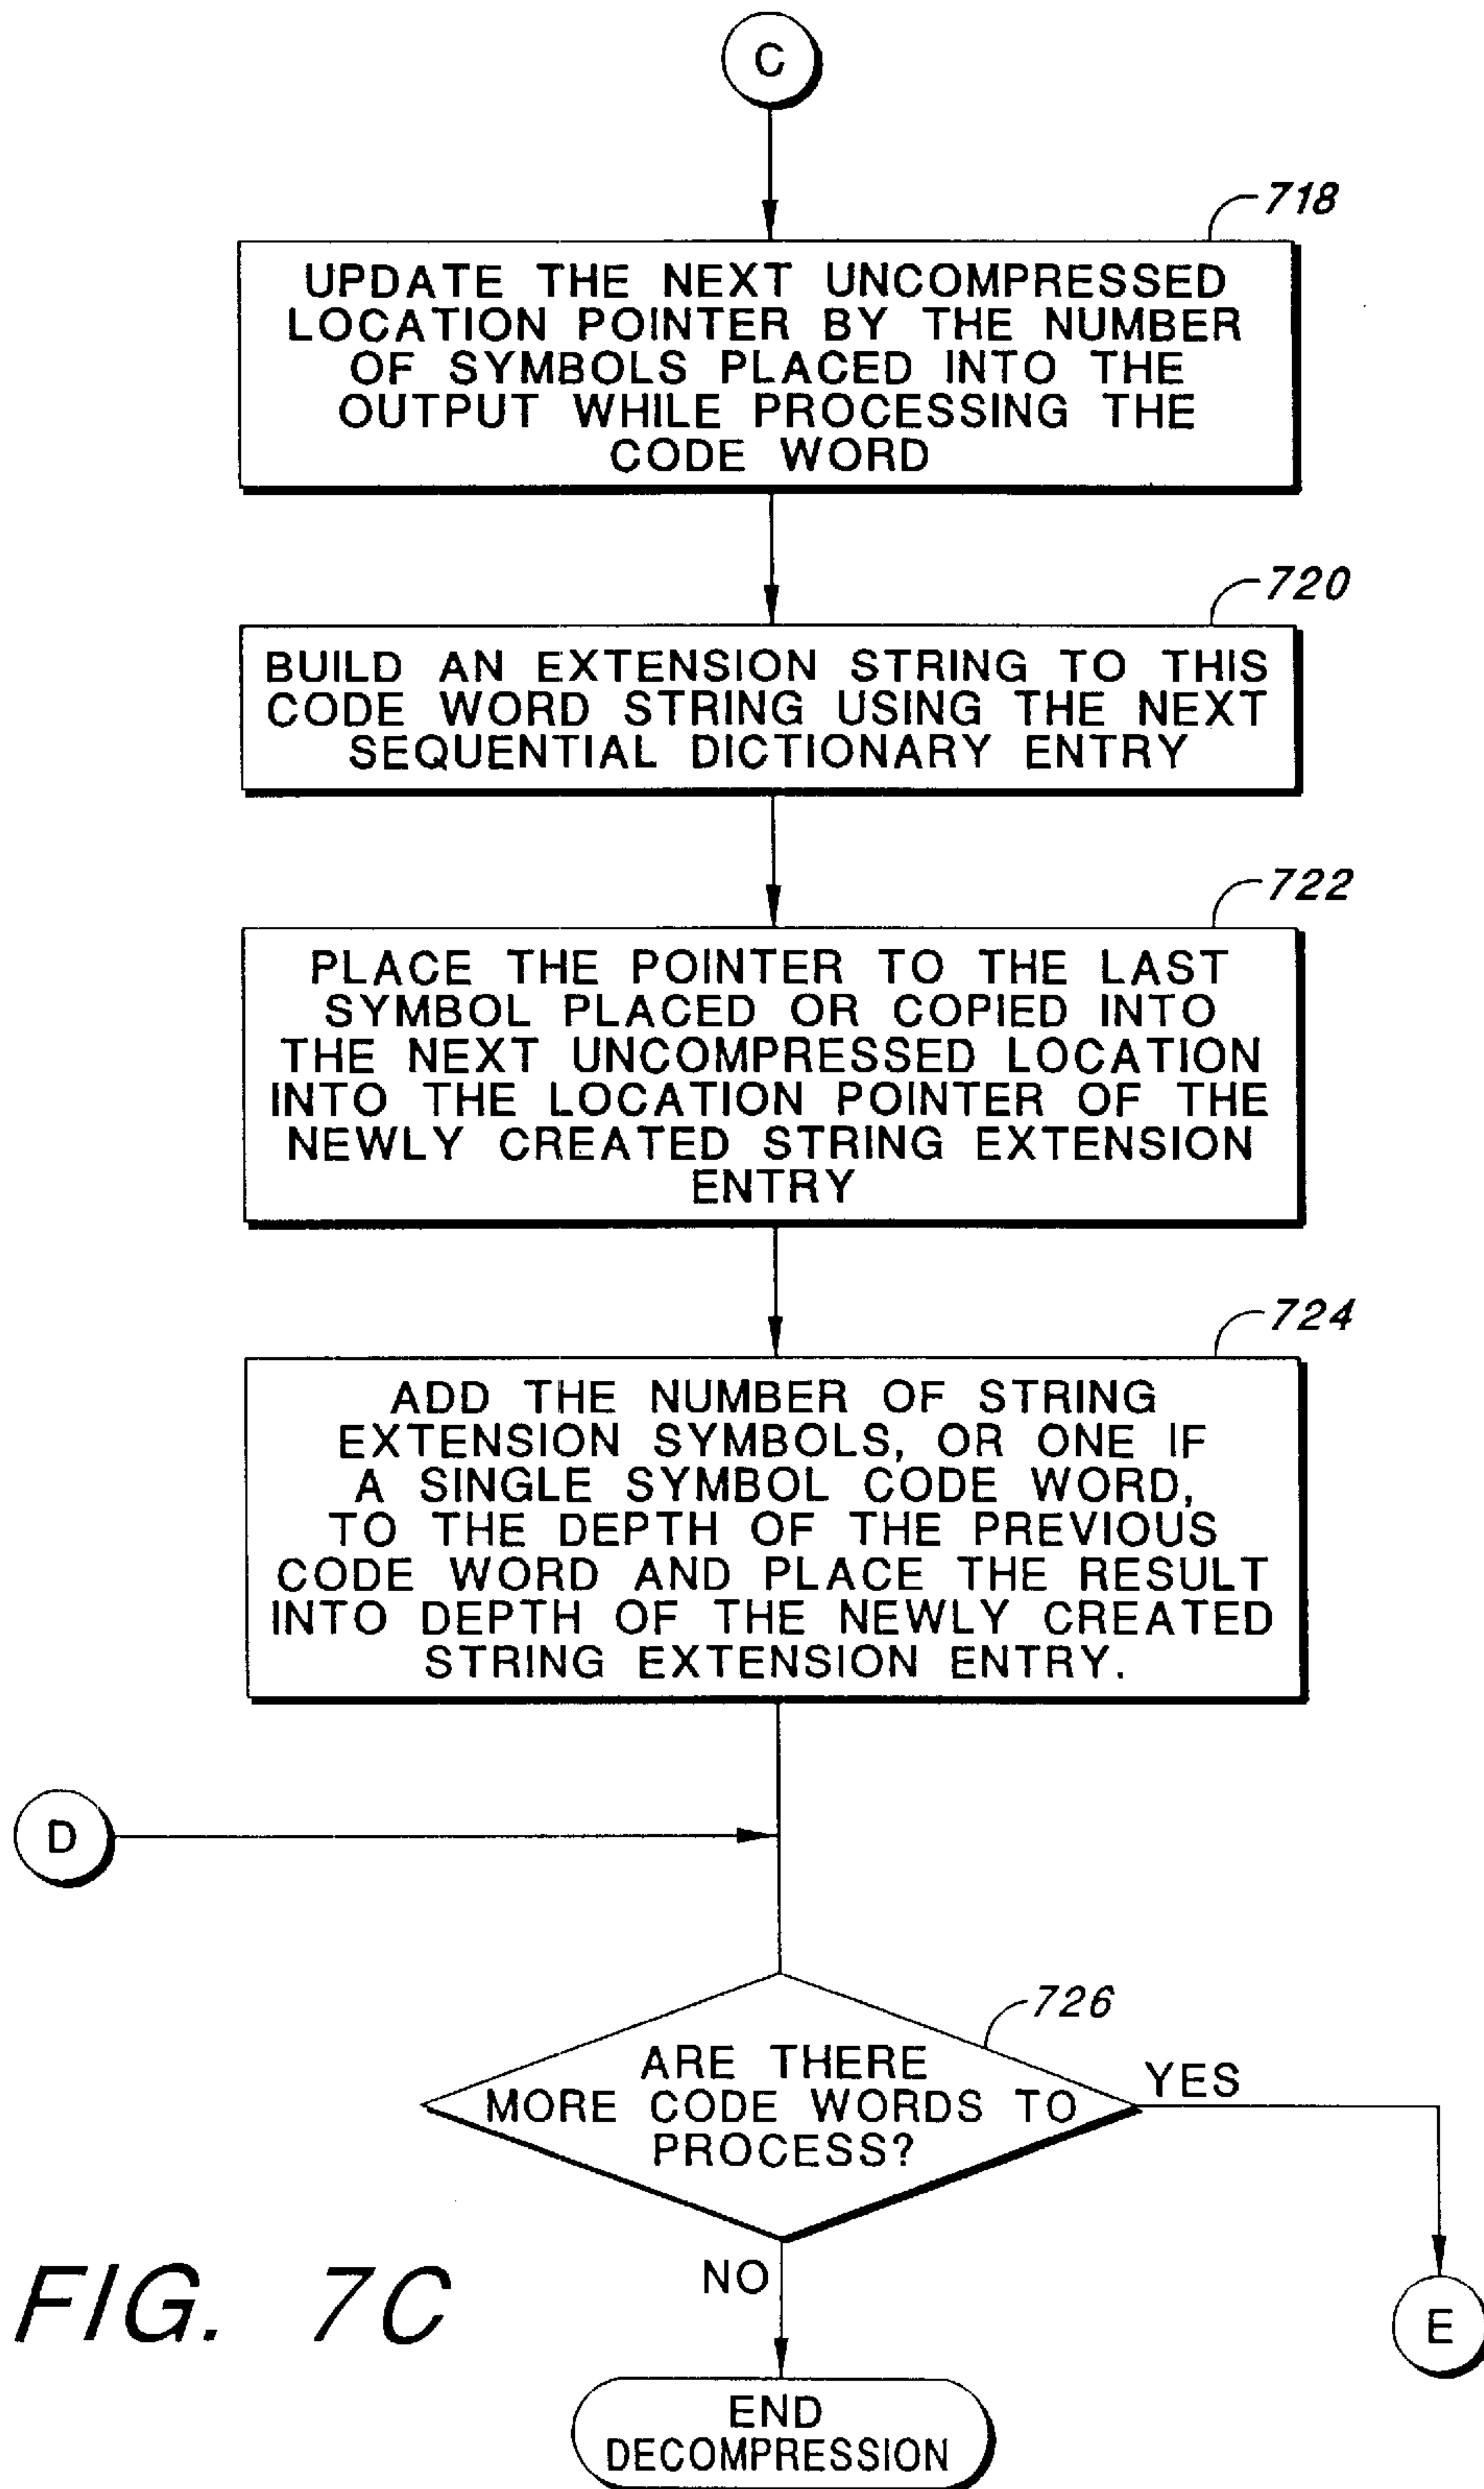 C
718
UPDATE THE NEXT UNCOMPRESSED
LOCATION POINTER BY THE NUMBER
OF SYMBOLS PLACED INTO THE
OUTPUT WHILE PROCESSING THE
CODE WORD
720
BUILD AN EXTENSION STRING TO THIS
CODE WORD STRING USING THE NEXT
SEQUENTIAL DICTIONARY ENTRY
722
PLACE THE POINTER TO THE LAST
SYMBOL PLACED OR COPIED INTO
THE NEXT UNCOMPRESSED LOCATION
INTO THE LOCATION POINTER OF THE
NEWLY CREATED STRING EXTENSION
ENTRY
724
ADD THE NUMBER OF STRING
EXTENSION SYMBOLS, OR ONE IF
A SINGLE SYMBOL CODE WORD,
TO THE DEPTH OF THE PREVIOUS
CODE WORD AND PLACE THE RESULT
INTO DEPTH OF THE NEWLY CREATED
STRING EXTENSION ENTRY.
D
726
ARE THERE
MORE CODE WORDS TO
PROCESS?
YES
NO
E
FIG. 7C
END
DECOMPRESSION